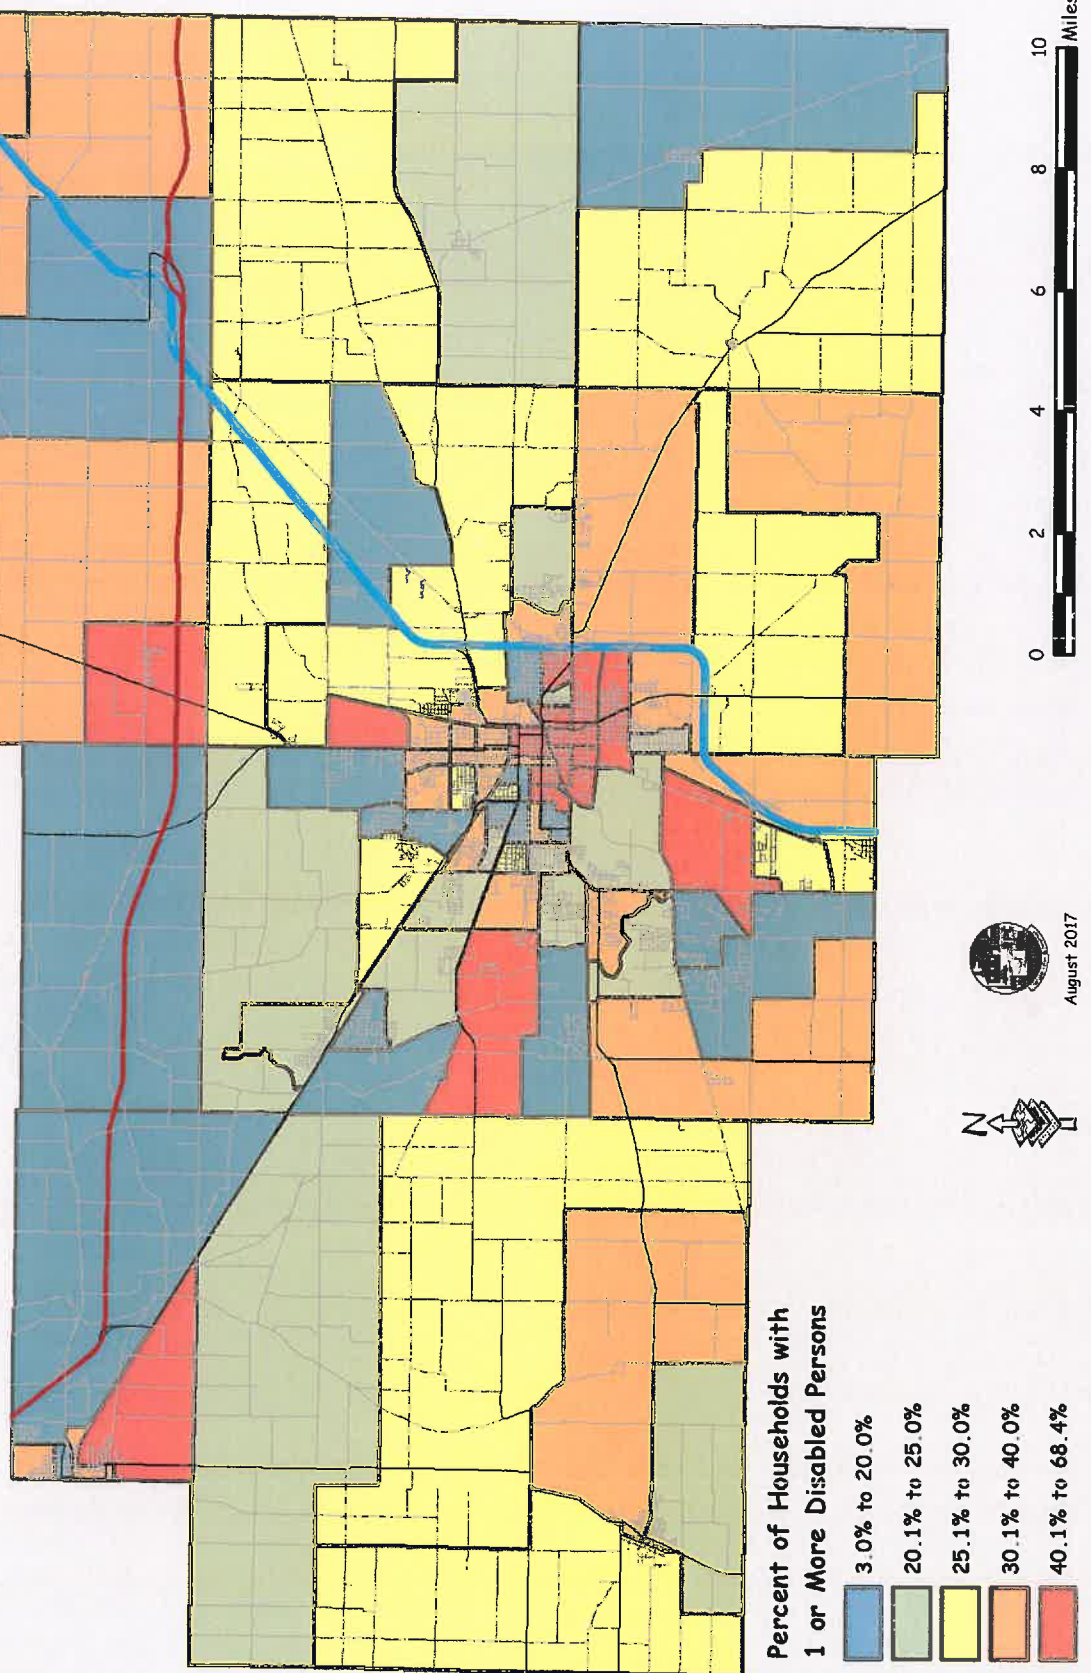 Percent of Households with
1 or More Disabled Persons
3.0% to 20.0%
20.1% to 25.0%
25.1% to 30.0%
30.1% to 40.0%
40.1% to 68.4%
N
August 2017
0 2 4 6 8 10
Miles